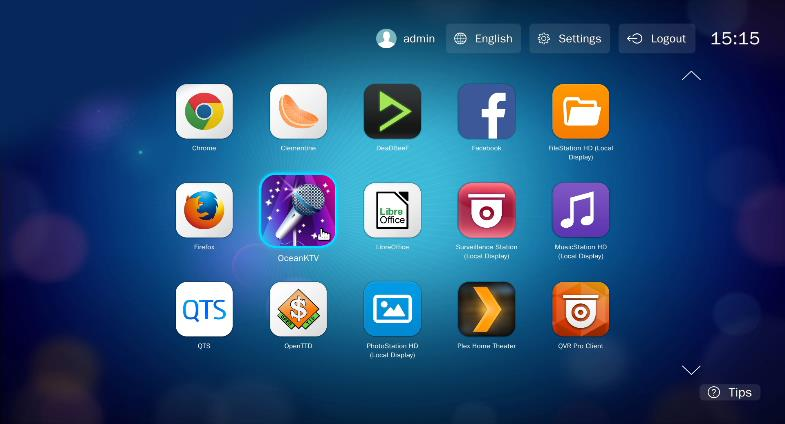 admin
English
Settings
Logout
15:15
Chrome
Clementine
DeaDBeeF
Facebook
FileStation HD (Local
Display)
Libre
Office
Firefox
OceanKTV
LibreOffice
Surveillance Station
(Local Display)
MusicStation HD
(Local Display)
QTS
QTS
OpenTTD
PhotoStation HD
(Local Display)
Plex Home Theater
QVR Pro Client
Tips